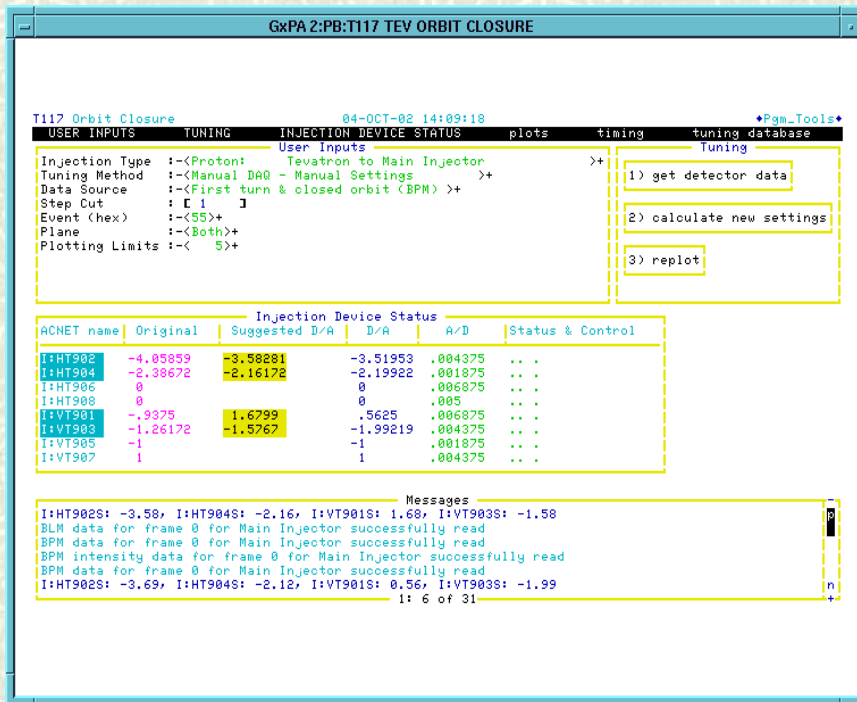 GxPA 2:PB:T117 TEV ORBIT CLOSURE
T117 Orbit Closure 04-OCT-02 14:09:18 ◆Pgm_Tools◆
USER INPUTS TUNING INJECTION DEVICE STATUS plots timing tuning database
User Inputs
Injection Type :-<Proton: Tevatron to Main Injector >+
Tuning Method :-<Manual DAQ - Manual Settings >+
Data Source :-<First turn & closed orbit (BPM) >+
Step Cut : [ 1 ]
Event (hex) :-<55>+
Plane :-<Both>+
Plotting Limits :-< 5>+
Tuning
1) get detector data
2) calculate new settings
3) replot
Injection Device Status
ACNET name Original Suggested D/A D/A A/D Status & Control
I:HT902 -4.05859 -3.58281 -3.51953 .004375 .. .
I:HT904 -2.38672 -2.16172 -2.19922 .001875 .. .
I:HT906 0 0 .006875 .. .
I:HT908 0 0 .005 .. .
I:VT901 -.9375 1.6799 .5625 .006875 .. .
I:VT903 -1.26172 -1.5767 -1.99219 .004375 .. .
I:VT905 -1 -1 .001875 .. .
I:VT907 1 1 .004375 .. .
Messages
I:HT902S: -3.58, I:HT904S: -2.16, I:VT901S: 1.68, I:VT903S: -1.58
BLM data for frame 0 for Main Injector successfully read
BPM data for frame 0 for Main Injector successfully read
BPM intensity data for frame 0 for Main Injector successfully read
BPM data for frame 0 for Main Injector successfully read
I:HT902S: -3.69, I:HT904S: -2.12, I:VT901S: 0.56, I:VT903S: -1.99
1: 6 of 31
-
p
n
+